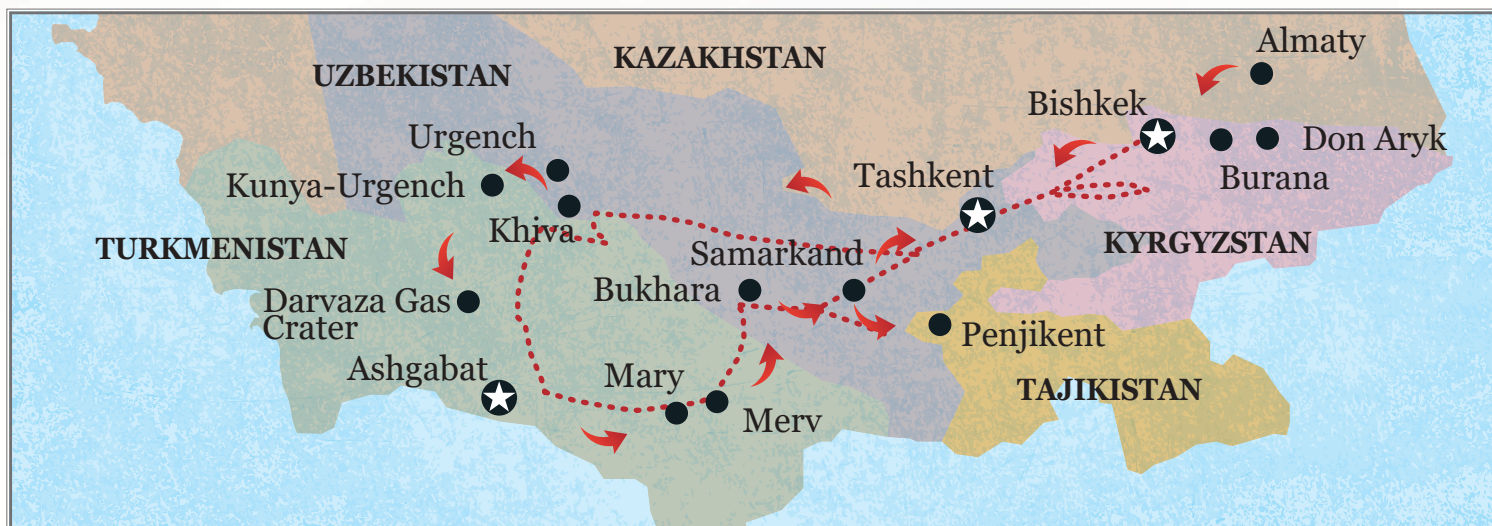 Almaty
KAZAKHSTAN
UZBEKISTAN
Bishkek
Urgench
Don Aryk
Tashkent
Kunya-Urgench
Burana
Khiva
TURKMENISTAN
KYRGYZSTAN
Samarkand
Bukhara
Darvaza Gas
Crater
Penjikent
Ashgabat
Mary
TAJIKISTAN
Merv